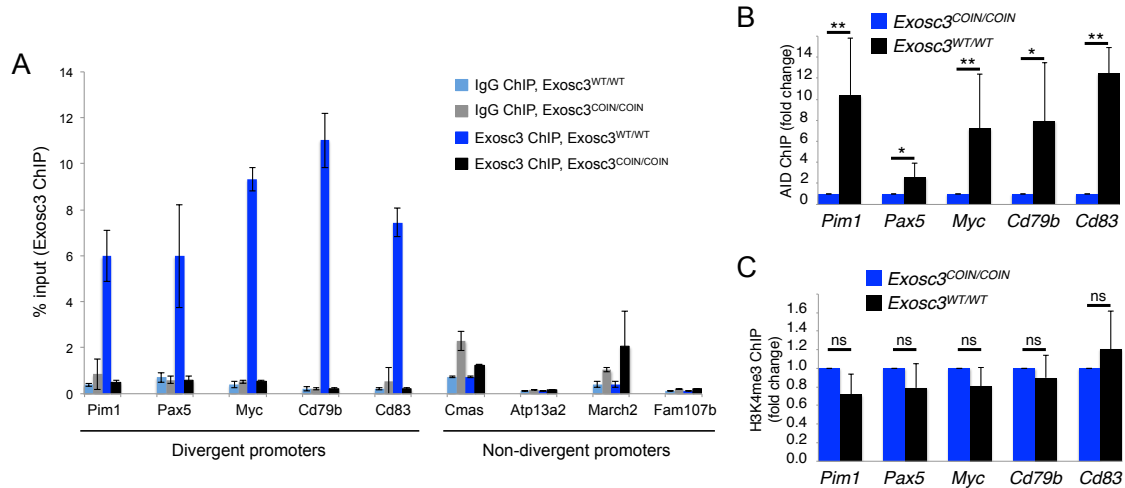 A
% input (Exosc3 ChIP)
14
12
10
8
6
4
2
0
IgG ChIP, Exosc3WT/WT
IgG ChIP, Exosc3COIN/COIN
Exosc3 ChIP, Exosc3WT/WT
Exosc3 ChIP, Exosc3COIN/COIN
Pim1 Pax5 Myc Cd79b Cd83 Cmas Atp13a2 March2 Fam107b
Divergent promoters Non-divergent promoters
B
Exosc3COIN/COIN
Exosc3WT/WT
AID ChIP (fold change)
16
14
12
10
8
6
4
2
0
** * ** * **
Pim1 Pax5 Myc Cd79b Cd83
C
Exosc3COIN/COIN
Exosc3WT/WT
H3K4me3 ChIP
(fold change)
1.6
1.4
1.2
1.0
0.8
0.6
0.4
0.2
0.0
ns ns ns ns ns
Pim1 Pax5 Myc Cd79b Cd83